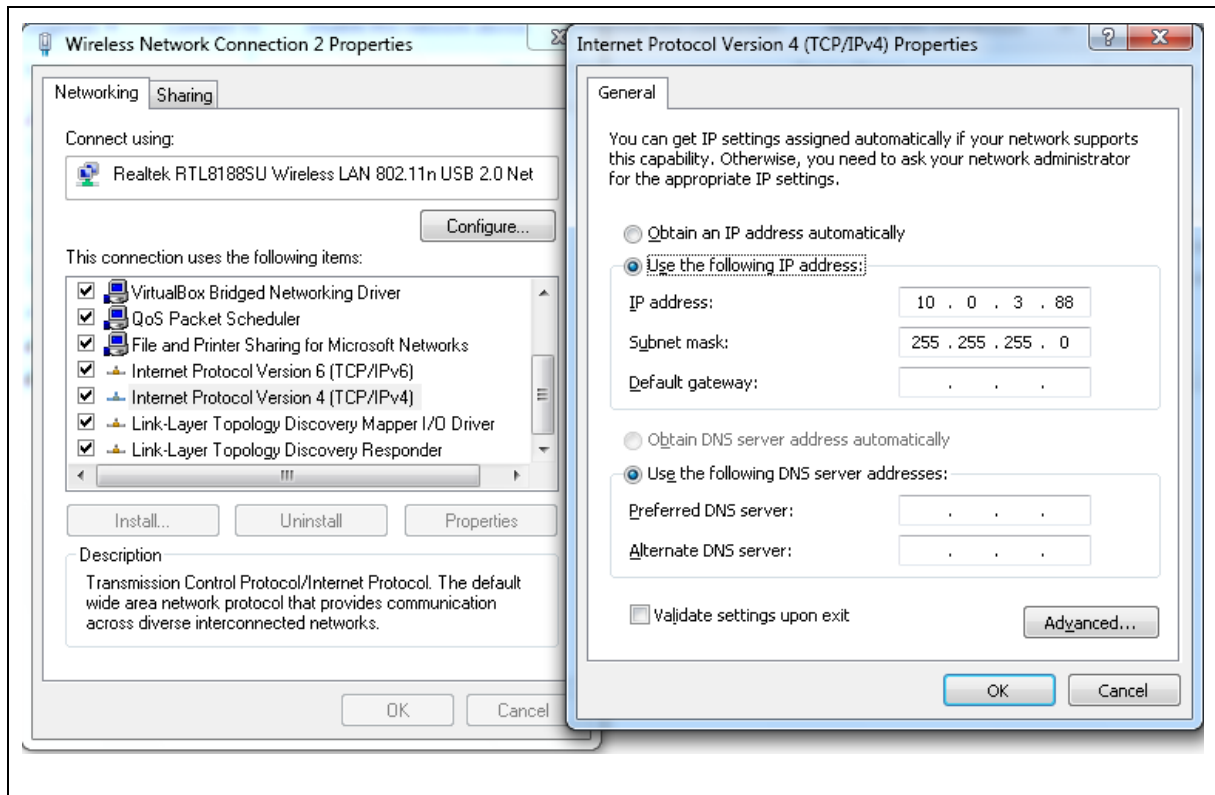 Wireless Network Connection 2 Properties
Networking
Sharing
Connect using:
Realtek RTL8188SU Wireless LAN 802.11n USB 2.0 Net
Configure...
This connection uses the following items:
VirtualBox Bridged Networking Driver
QoS Packet Scheduler
File and Printer Sharing for Microsoft Networks
Internet Protocol Version 6 (TCP/IPv6)
Internet Protocol Version 4 (TCP/IPv4)
Link-Layer Topology Discovery Mapper I/O Driver
Link-Layer Topology Discovery Responder
Install...
Uninstall
Properties
Description
Transmission Control Protocol/Internet Protocol. The default
wide area network protocol that provides communication
across diverse interconnected networks.
OK
Cancel
Internet Protocol Version 4 (TCP/IPv4) Properties
General
You can get IP settings assigned automatically if your network supports
this capability. Otherwise, you need to ask your network administrator
for the appropriate IP settings.
Obtain an IP address automatically
Use the following IP address:
IP address: 10 . 0 . 3 . 88
Subnet mask: 255 . 255 . 255 . 0
Default gateway: . . .
Obtain DNS server address automatically
Use the following DNS server addresses:
Preferred DNS server: . . .
Alternate DNS server: . . .
Validate settings upon exit
Advanced...
OK
Cancel